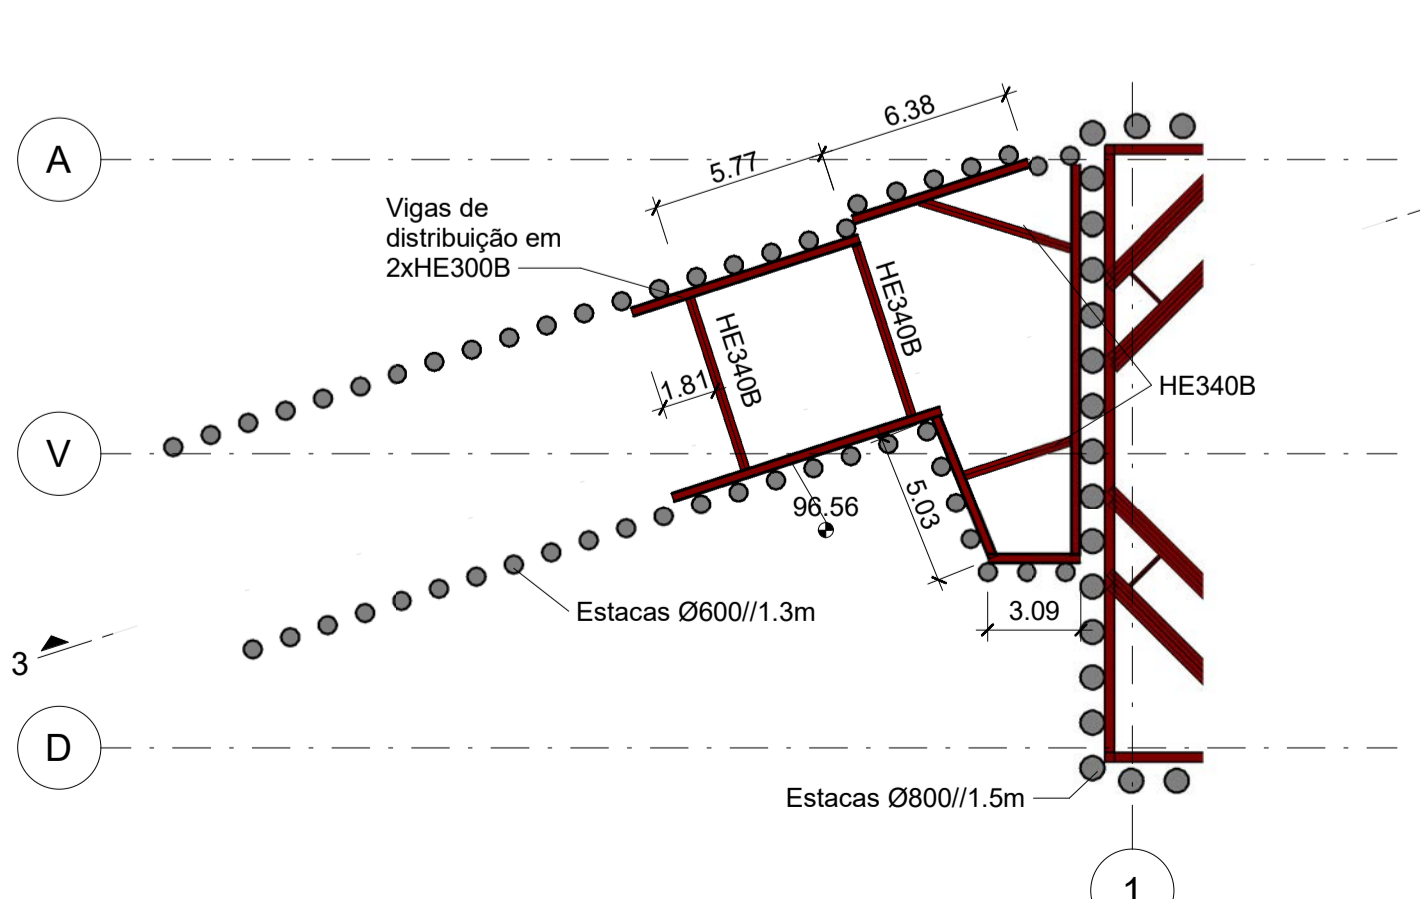 A
6.38
5.77
Vigas de
distribuição em
2xHE300B
HE340B
HE340B
1.81
HE340B
V
5.03
96.56
Estacas Ø600//1.3m
3.09
3
D
Estacas Ø800//1.5m
1